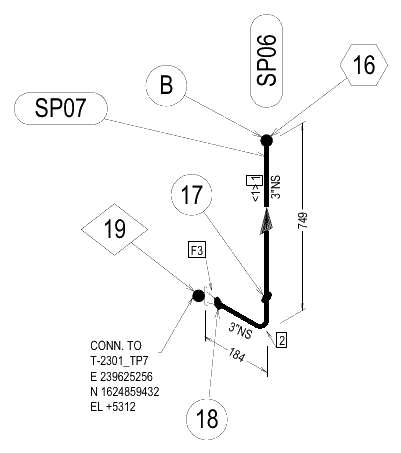 SP06
16
B
SP07
<1> 1
3"NS
17
749
19
F3
3"NS
2
184
CONN. TO
T-2301_TP7
E 239625256
N 1624859432
EL +5312
18